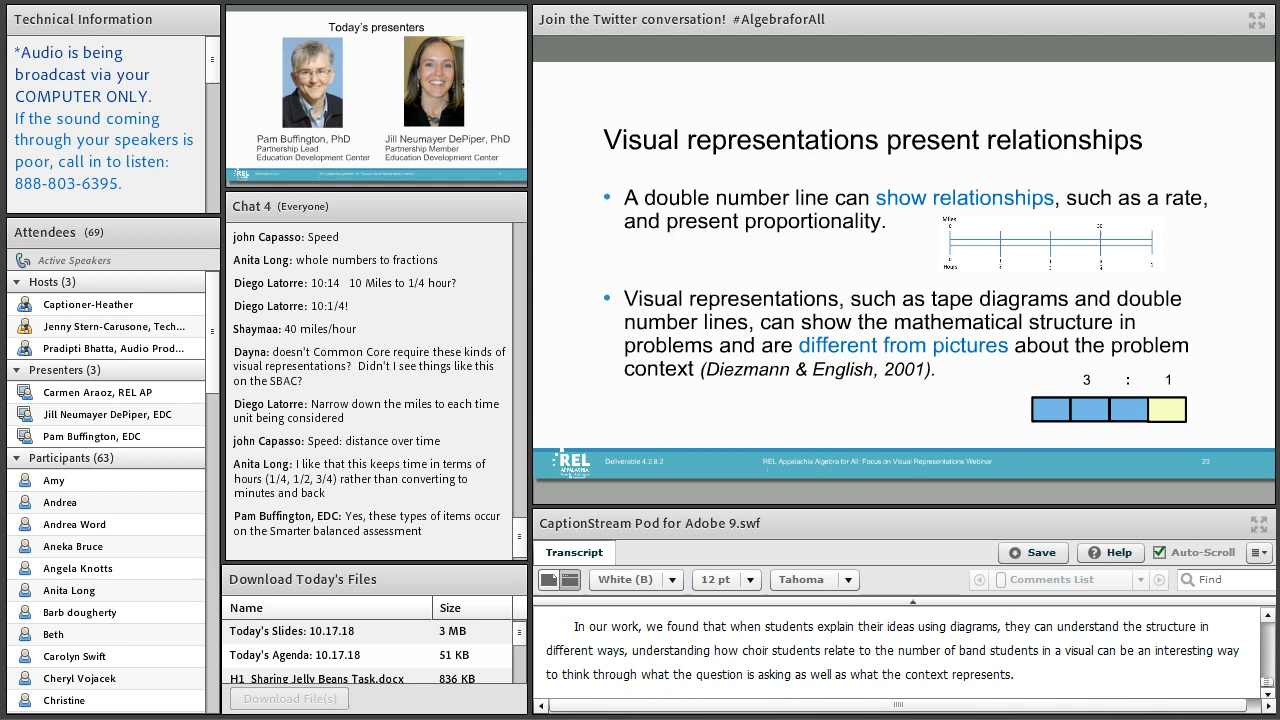 Technical Information
*Audio is being
broadcast via your
COMPUTER ONLY.
If the sound coming
through your speakers is
poor, call in to listen:
888-803-6395.
Attendees (69)
Active Speakers
Hosts (3)
Captioner-Heather
Jenny Stern-Carusone, Tech...
Pradipti Bhatta, Audio Prod...
Presenters (3)
Carmen Araoz, REL AP
Jill Neumayer DePiper, EDC
Pam Buffington, EDC
Participants (63)
Amy
Andrea
Andrea Word
Aneka Bruce
Angela Knotts
Anita Long
Barb dougherty
Beth
Carolyn Swift
Cheryl Vojacek
Christine
Today's presenters
Pam Buffington, PhD
Partnership Lead
Education Development Center
Jill Neumayer DePiper, PhD
Partnership Member
Education Development Center
REL
Chat 4 (Everyone)
john Capasso: Speed
Anita Long: whole numbers to fractions
Diego Latorre: 10:14 10 Miles to 1/4 hour?
Diego Latorre: 10:1/4!
Shaymaa: 40 miles/hour
Dayna: doesn't Common Core require these kinds of
visual representations? Didn't I see things like this
on the SBAC?
Diego Latorre: Narrow down the miles to each time
unit being considered
john Capasso: Speed: distance over time
Anita Long: I like that this keeps time in terms of
hours (1/4, 1/2, 3/4) rather than converting to
minutes and back
Pam Buffington, EDC: Yes, these types of items occur
on the Smarter balanced assessment
Download Today's Files
Name Size
Today's Slides: 10.17.18 3 MB
Today's Agenda: 10.17.18 51 KB
H1_Sharing Jelly Beans Task.docx 836 KB
Download File(s)
Join the Twitter conversation! #AlgebraforAll
Visual representations present relationships
• A double number line can show relationships, such as a rate,
and present proportionality.
Miles
0 30
0 1
Hours
• Visual representations, such as tape diagrams and double
number lines, can show the mathematical structure in
problems and are different from pictures about the problem
context (Diezmann & English, 2001).
3 : 1
REL
APPALACHIA
Deliverable 4.2.8.2
REL Appalachia Algebra for All: Focus on Visual Representations Webinar
23
CaptionStream Pod for Adobe 9.swf
Transcript
Save
Help
Auto-Scroll
White (B)
12 pt
Tahoma
Comments List
Find
In our work, we found that when students explain their ideas using diagrams, they can understand the structure in
different ways, understanding how choir students relate to the number of band students in a visual can be an interesting way
to think through what the question is asking as well as what the context represents.